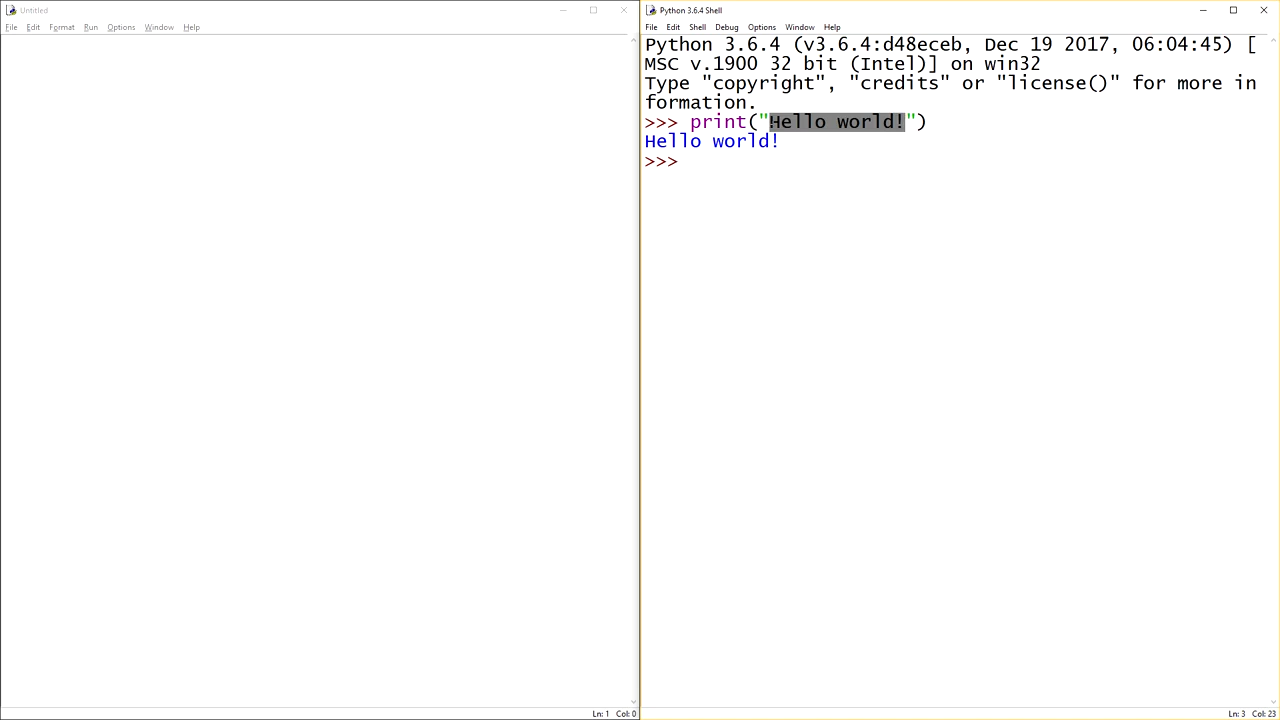 Untitled
File Edit Format Run Options Window Help
Ln: 1 Col: 0
Python 3.6.4 Shell
File Edit Shell Debug Options Window Help
Python 3.6.4 (v3.6.4:d48eceb, Dec 19 2017, 06:04:45) [
MSC v.1900 32 bit (Intel)] on win32
Type "copyright", "credits" or "license()" for more in
formation.
>>> print("Hello world!")
Hello world!
>>>
Ln: 3 Col: 23